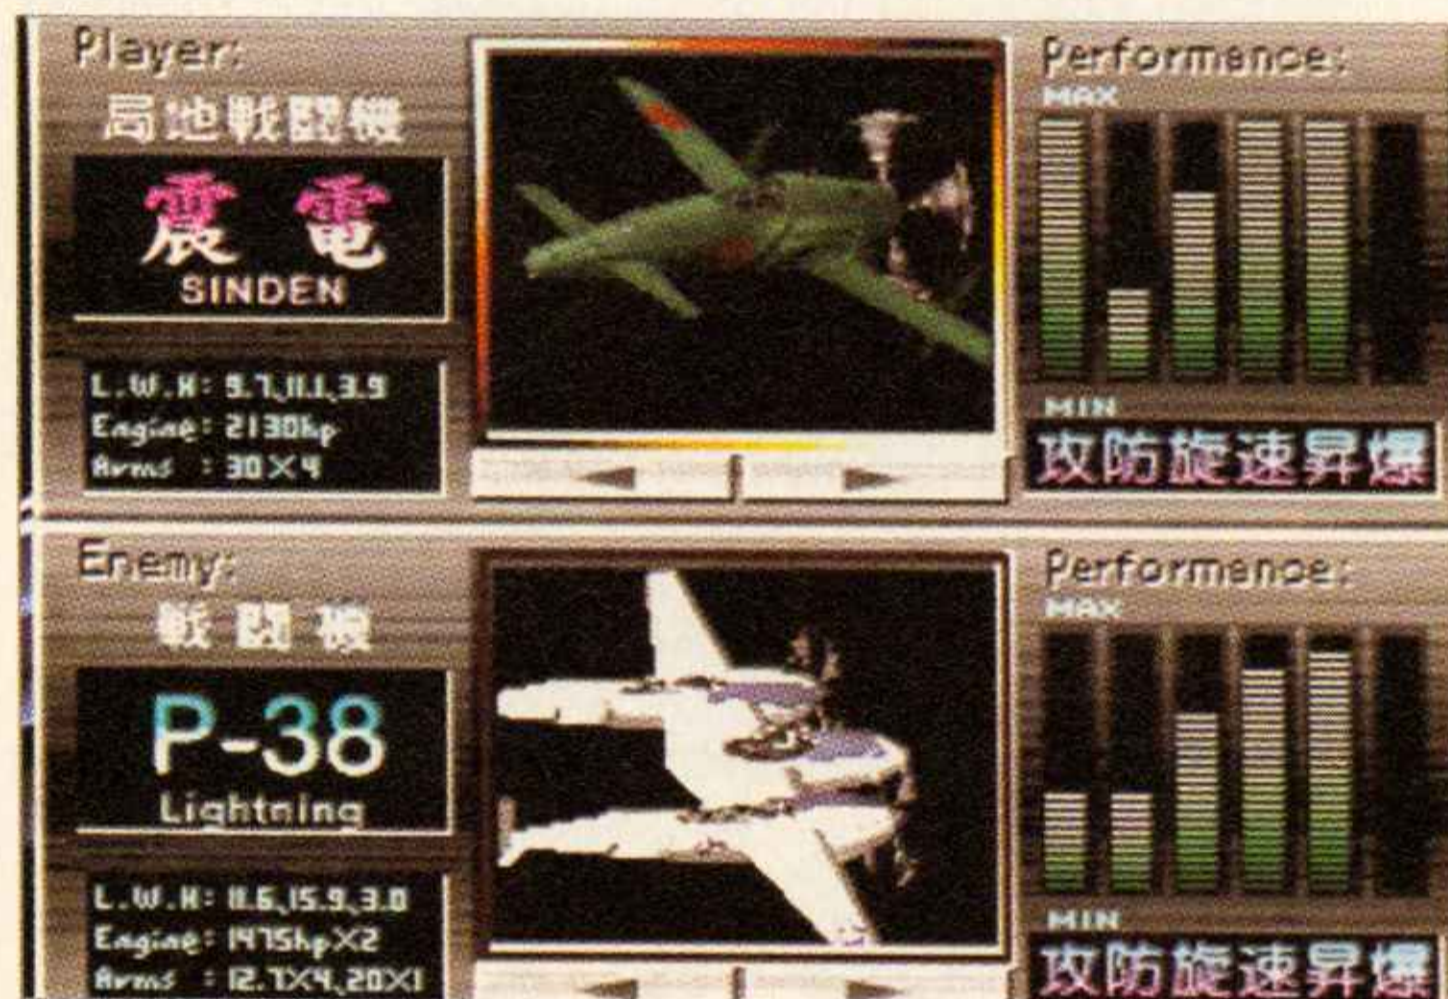 Player:
局地戦闘機
震電
SINDEN
L.W.H: 9.7、11.1、3.9
Engine: 2130hp
Arms : 30×4
Performance:
MAX
MIN
攻防旋速昇爆
Enemy:
戦闘機
P-38
Lightning
L.W.H: 11.6、15.9、3.0
Engine: 1475hp×2
Arms : 12.7×4、20×1
Performance:
MAX
MIN
攻防旋速昇爆